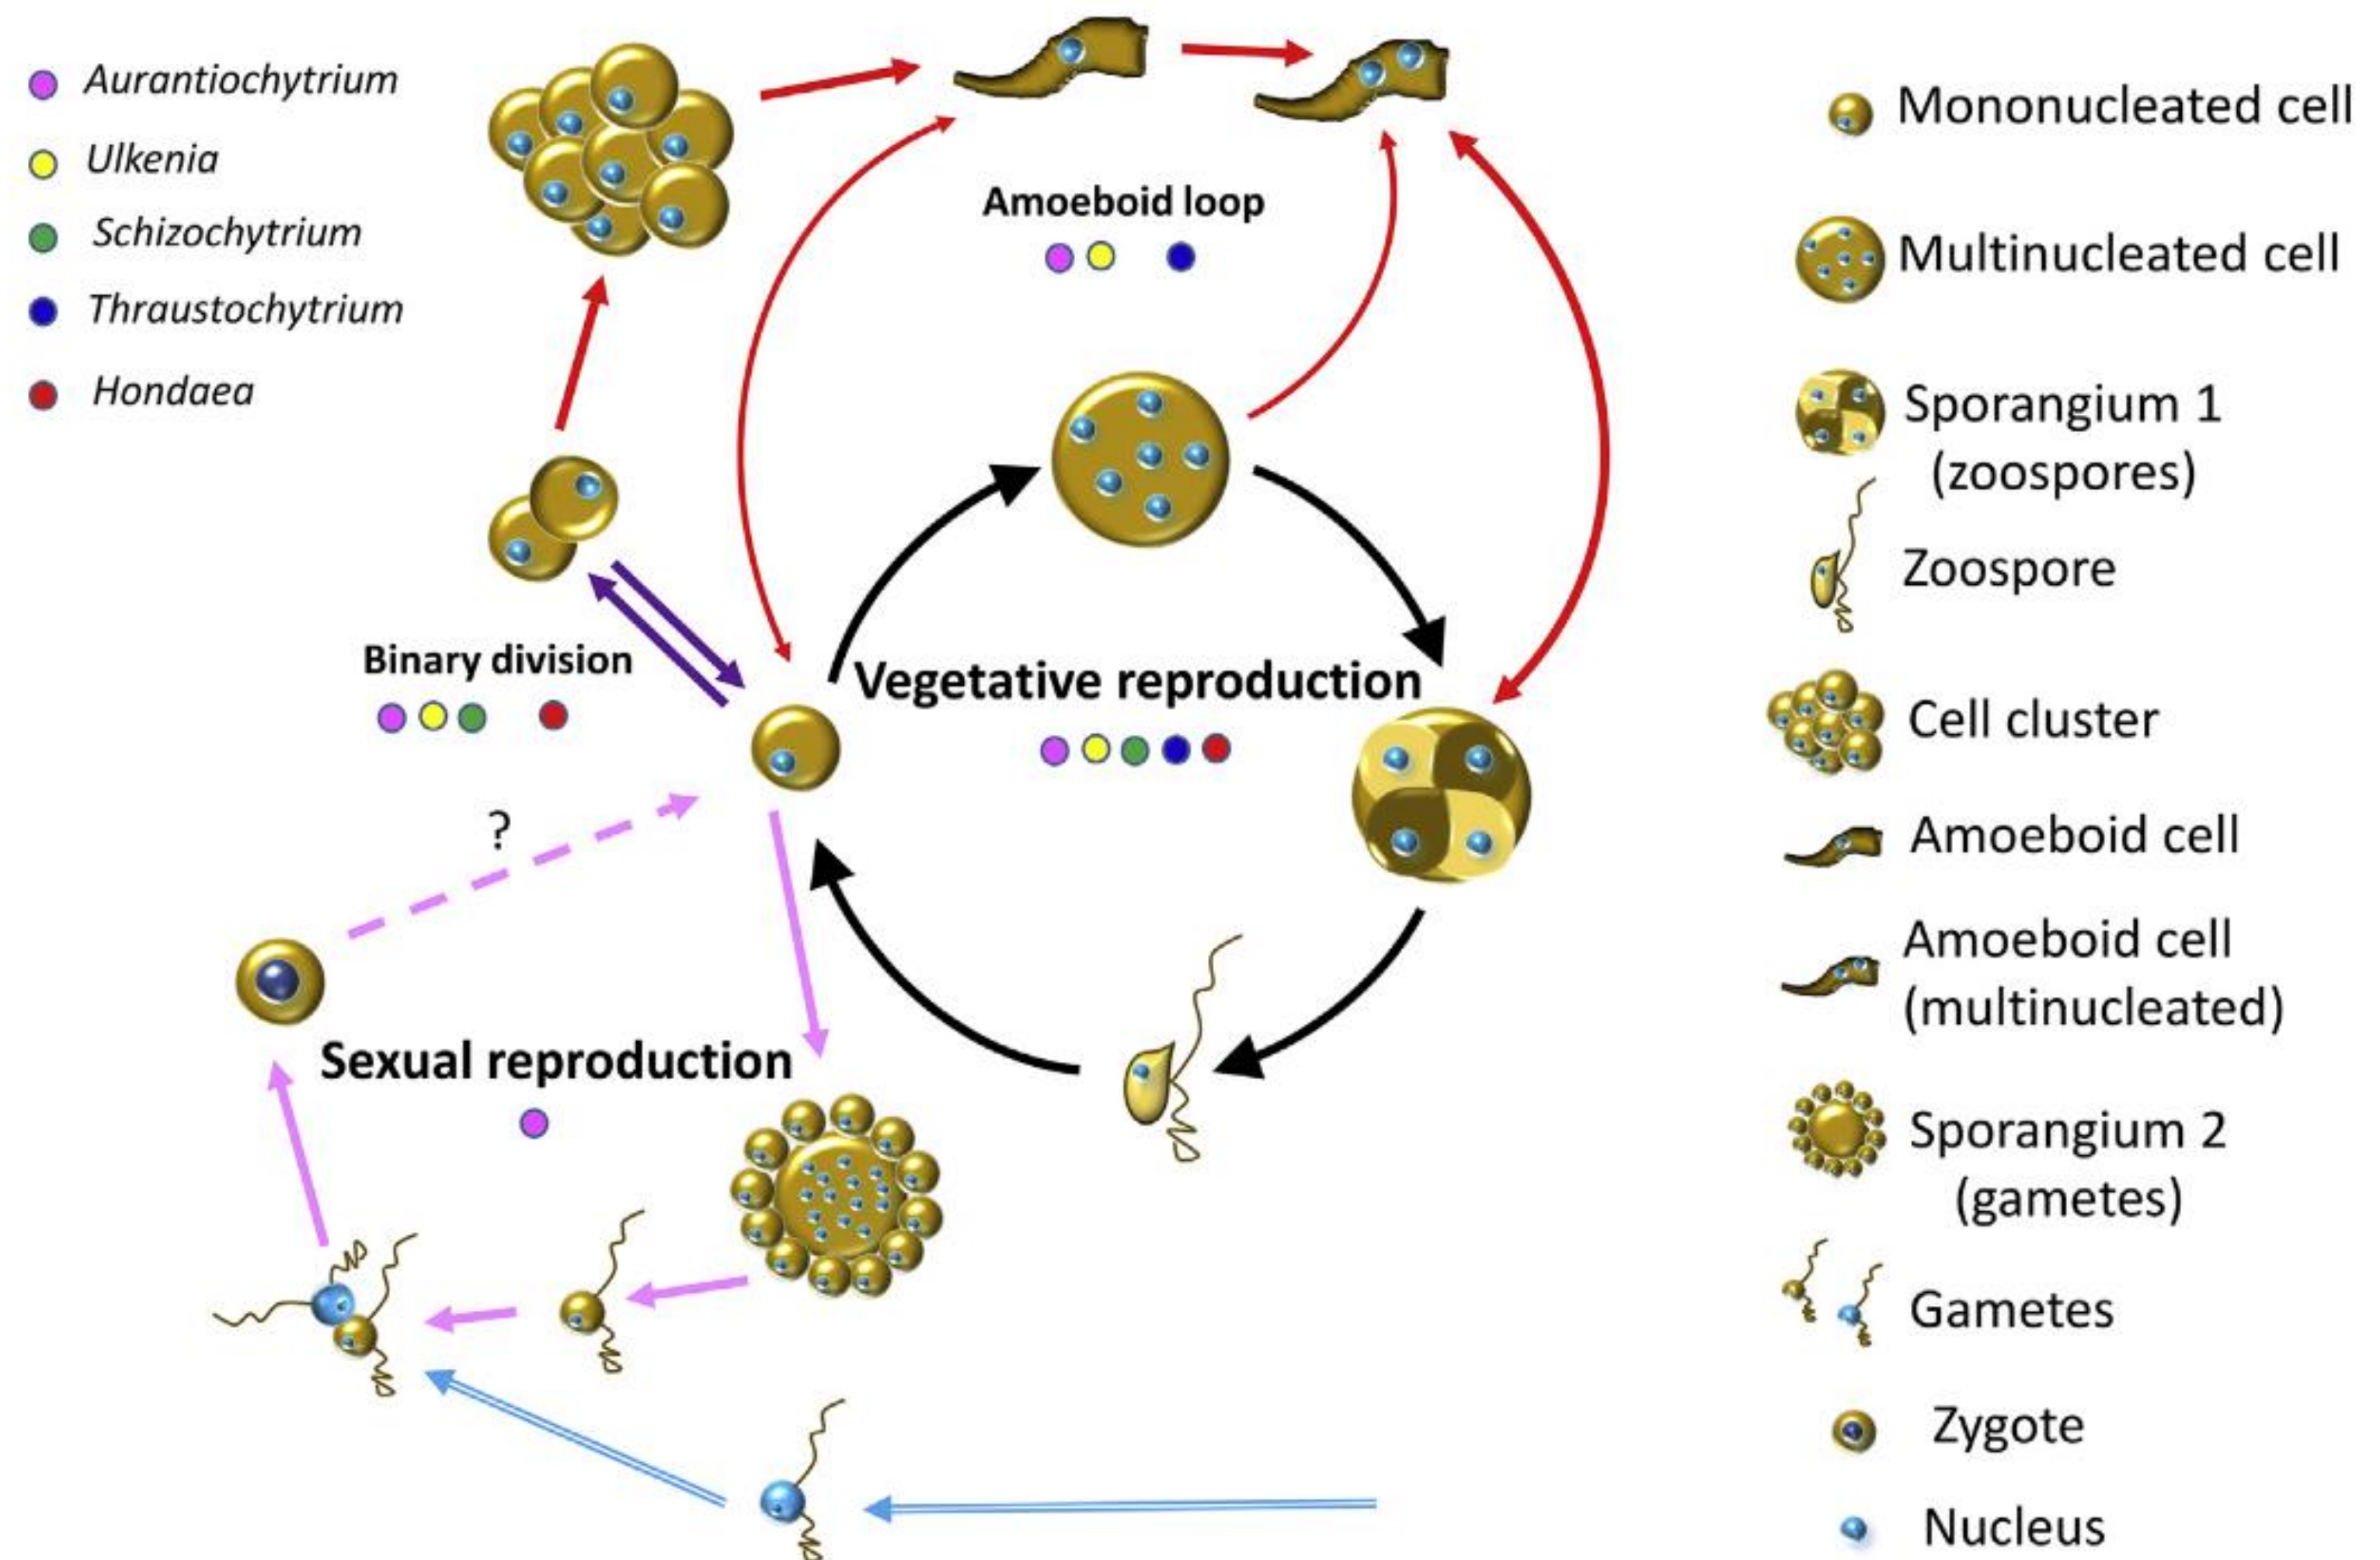 Aurantiochytrium
Ulkenia
Schizochytrium
Thraustochytrium
Hondaea
Amoeboid loop
Binary division
Vegetative reproduction
?
Sexual reproduction
Mononucleated cell
Multinucleated cell
Sporangium 1
(zoospores)
Zoospore
Cell cluster
Amoeboid cell
Amoeboid cell
(multinucleated)
Sporangium 2
(gametes)
Gametes
Zygote
Nucleus